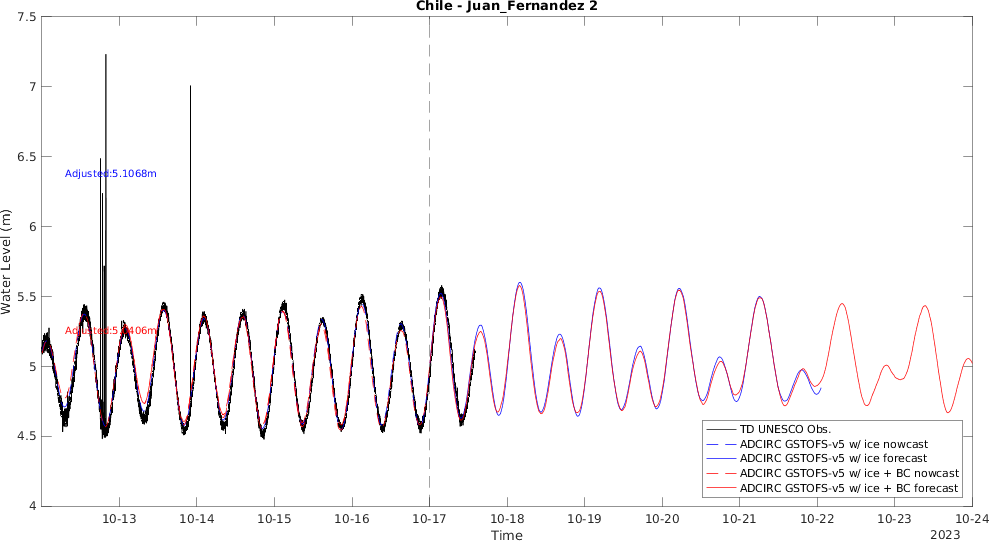 Chile - Juan_Fernandez 2
Water Level (m)
7.5
7
6.5
6
5.5
5
4.5
4
Adjusted:5.1068m
TD UNESCO Obs.
ADCIRC GSTOFS-v5 w/ ice nowcast
ADCIRC GSTOFS-v5 w/ ice forecast
ADCIRC GSTOFS-v5 w/ ice + BC nowcast
ADCIRC GSTOFS-v5 w/ ice + BC forecast
10-13 10-14 10-15 10-16 10-17 10-18 10-19 10-20 10-21 10-22 10-23 10-24
Time
2023